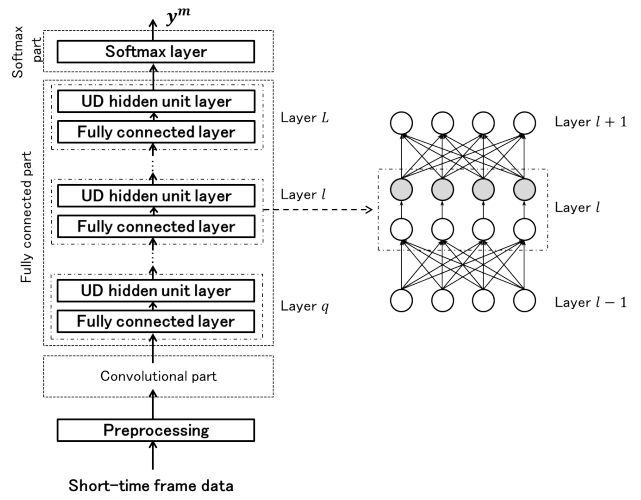 𝒚ᵐ
Softmax
part
Softmax layer
Fully connected part
UD hidden unit layer
Fully connected layer
Layer L
UD hidden unit layer
Fully connected layer
Layer l
UD hidden unit layer
Fully connected layer
Layer q
Convolutional part
Preprocessing
Short-time frame data
Layer l + 1
Layer l
Layer l − 1